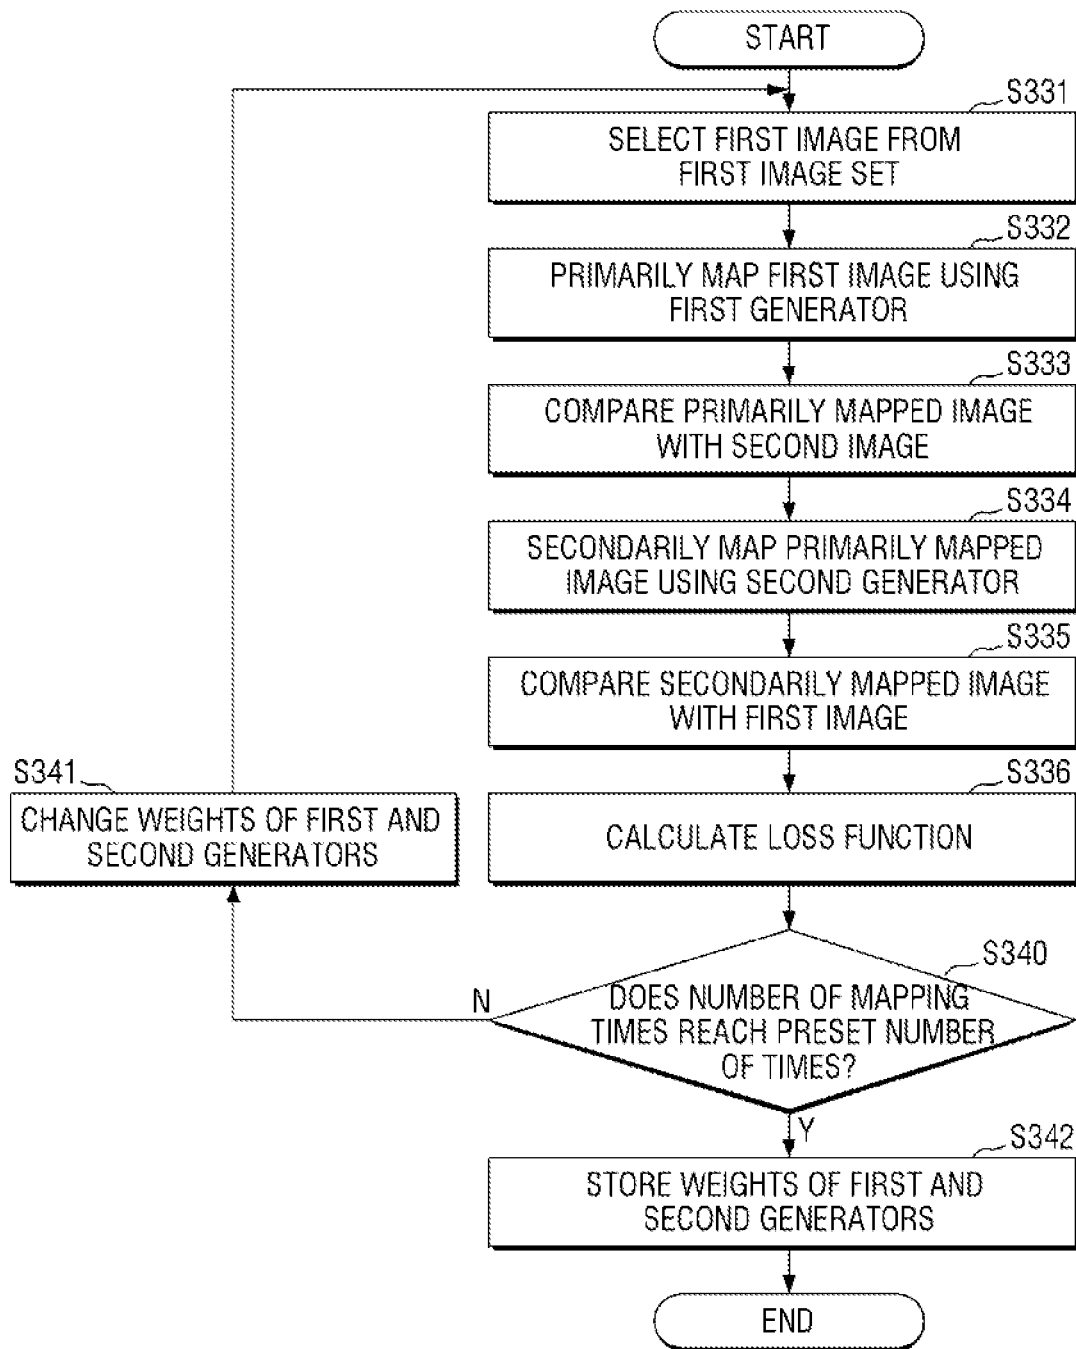 START
S331
SELECT FIRST IMAGE FROM
FIRST IMAGE SET
S332
PRIMARILY MAP FIRST IMAGE USING
FIRST GENERATOR
S333
COMPARE PRIMARILY MAPPED IMAGE
WITH SECOND IMAGE
S334
SECONDARILY MAP PRIMARILY MAPPED
IMAGE USING SECOND GENERATOR
S335
COMPARE SECONDARILY MAPPED IMAGE
WITH FIRST IMAGE
S336
CALCULATE LOSS FUNCTION
S341
CHANGE WEIGHTS OF FIRST AND
SECOND GENERATORS
S340
DOES NUMBER OF MAPPING
TIMES REACH PRESET NUMBER
OF TIMES?
N
Y
S342
STORE WEIGHTS OF FIRST AND
SECOND GENERATORS
END